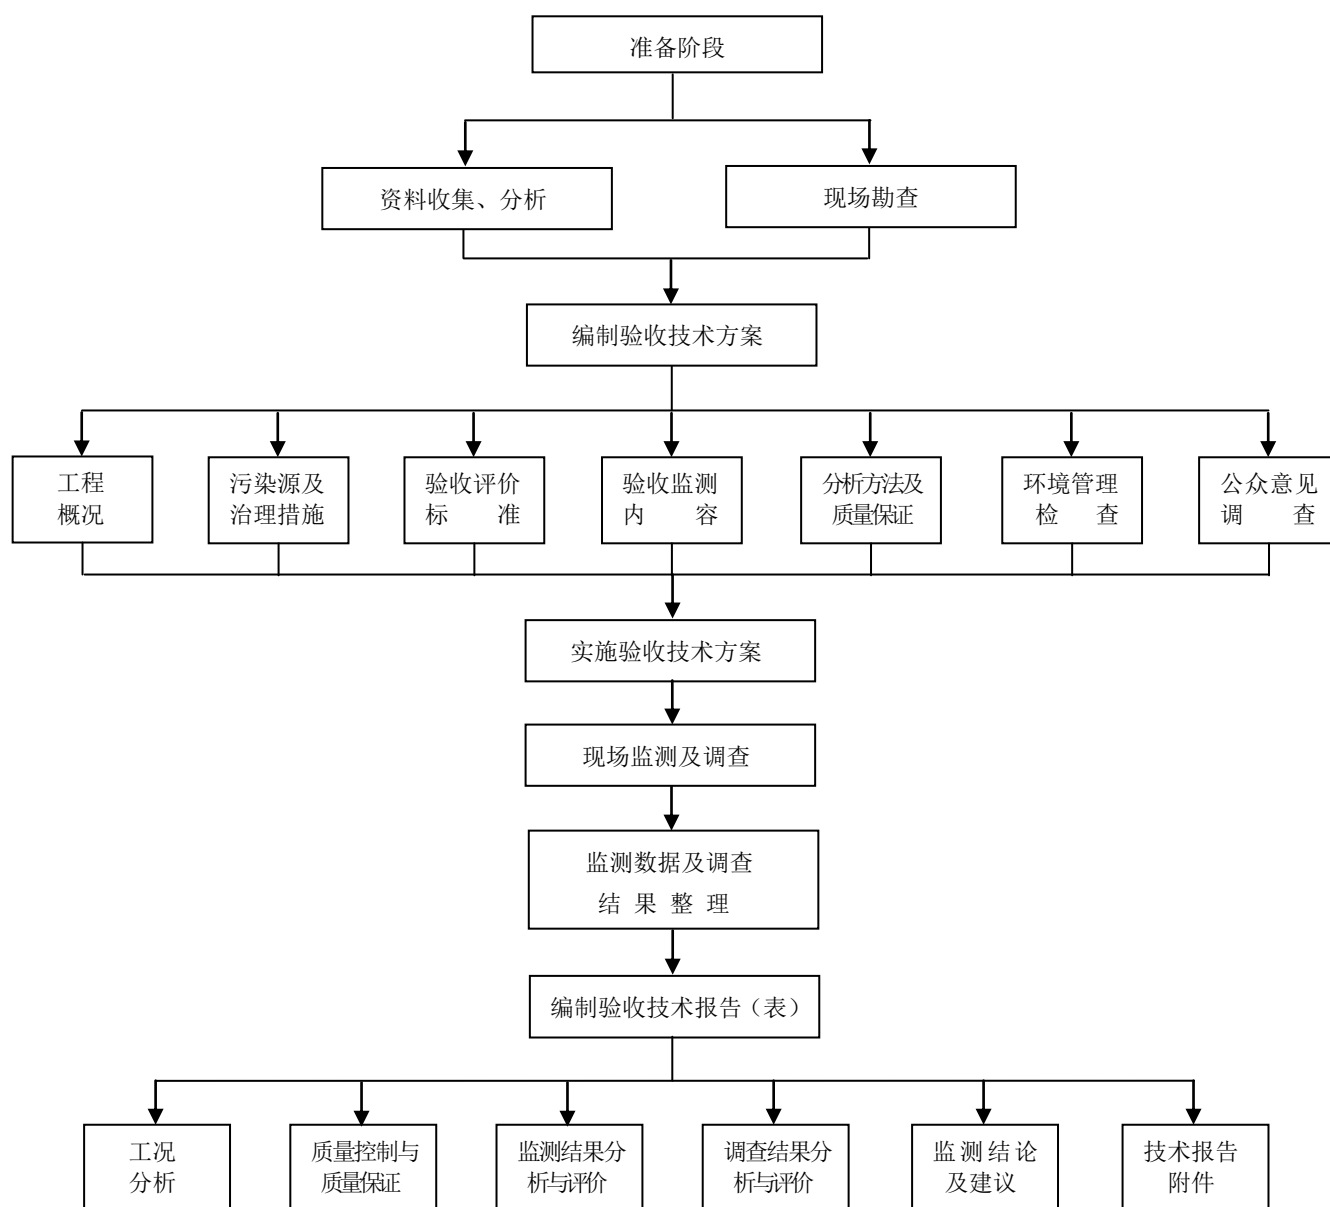 准备阶段
资料收集、分析
现场勘查
编制验收技术方案
工程
概况
污染源及
治理措施
验收评价
标 准
验收监测
内 容
分析方法及
质量保证
环境管理
检 查
公众意见
调 查
实施验收技术方案
现场监测及调查
监测数据及调查
结 果 整 理
编制验收技术报告（表）
工况
分析
质量控制与
质量保证
监测结果分
析与评价
调查结果分
析与评价
监测结论
及建议
技术报告
附件